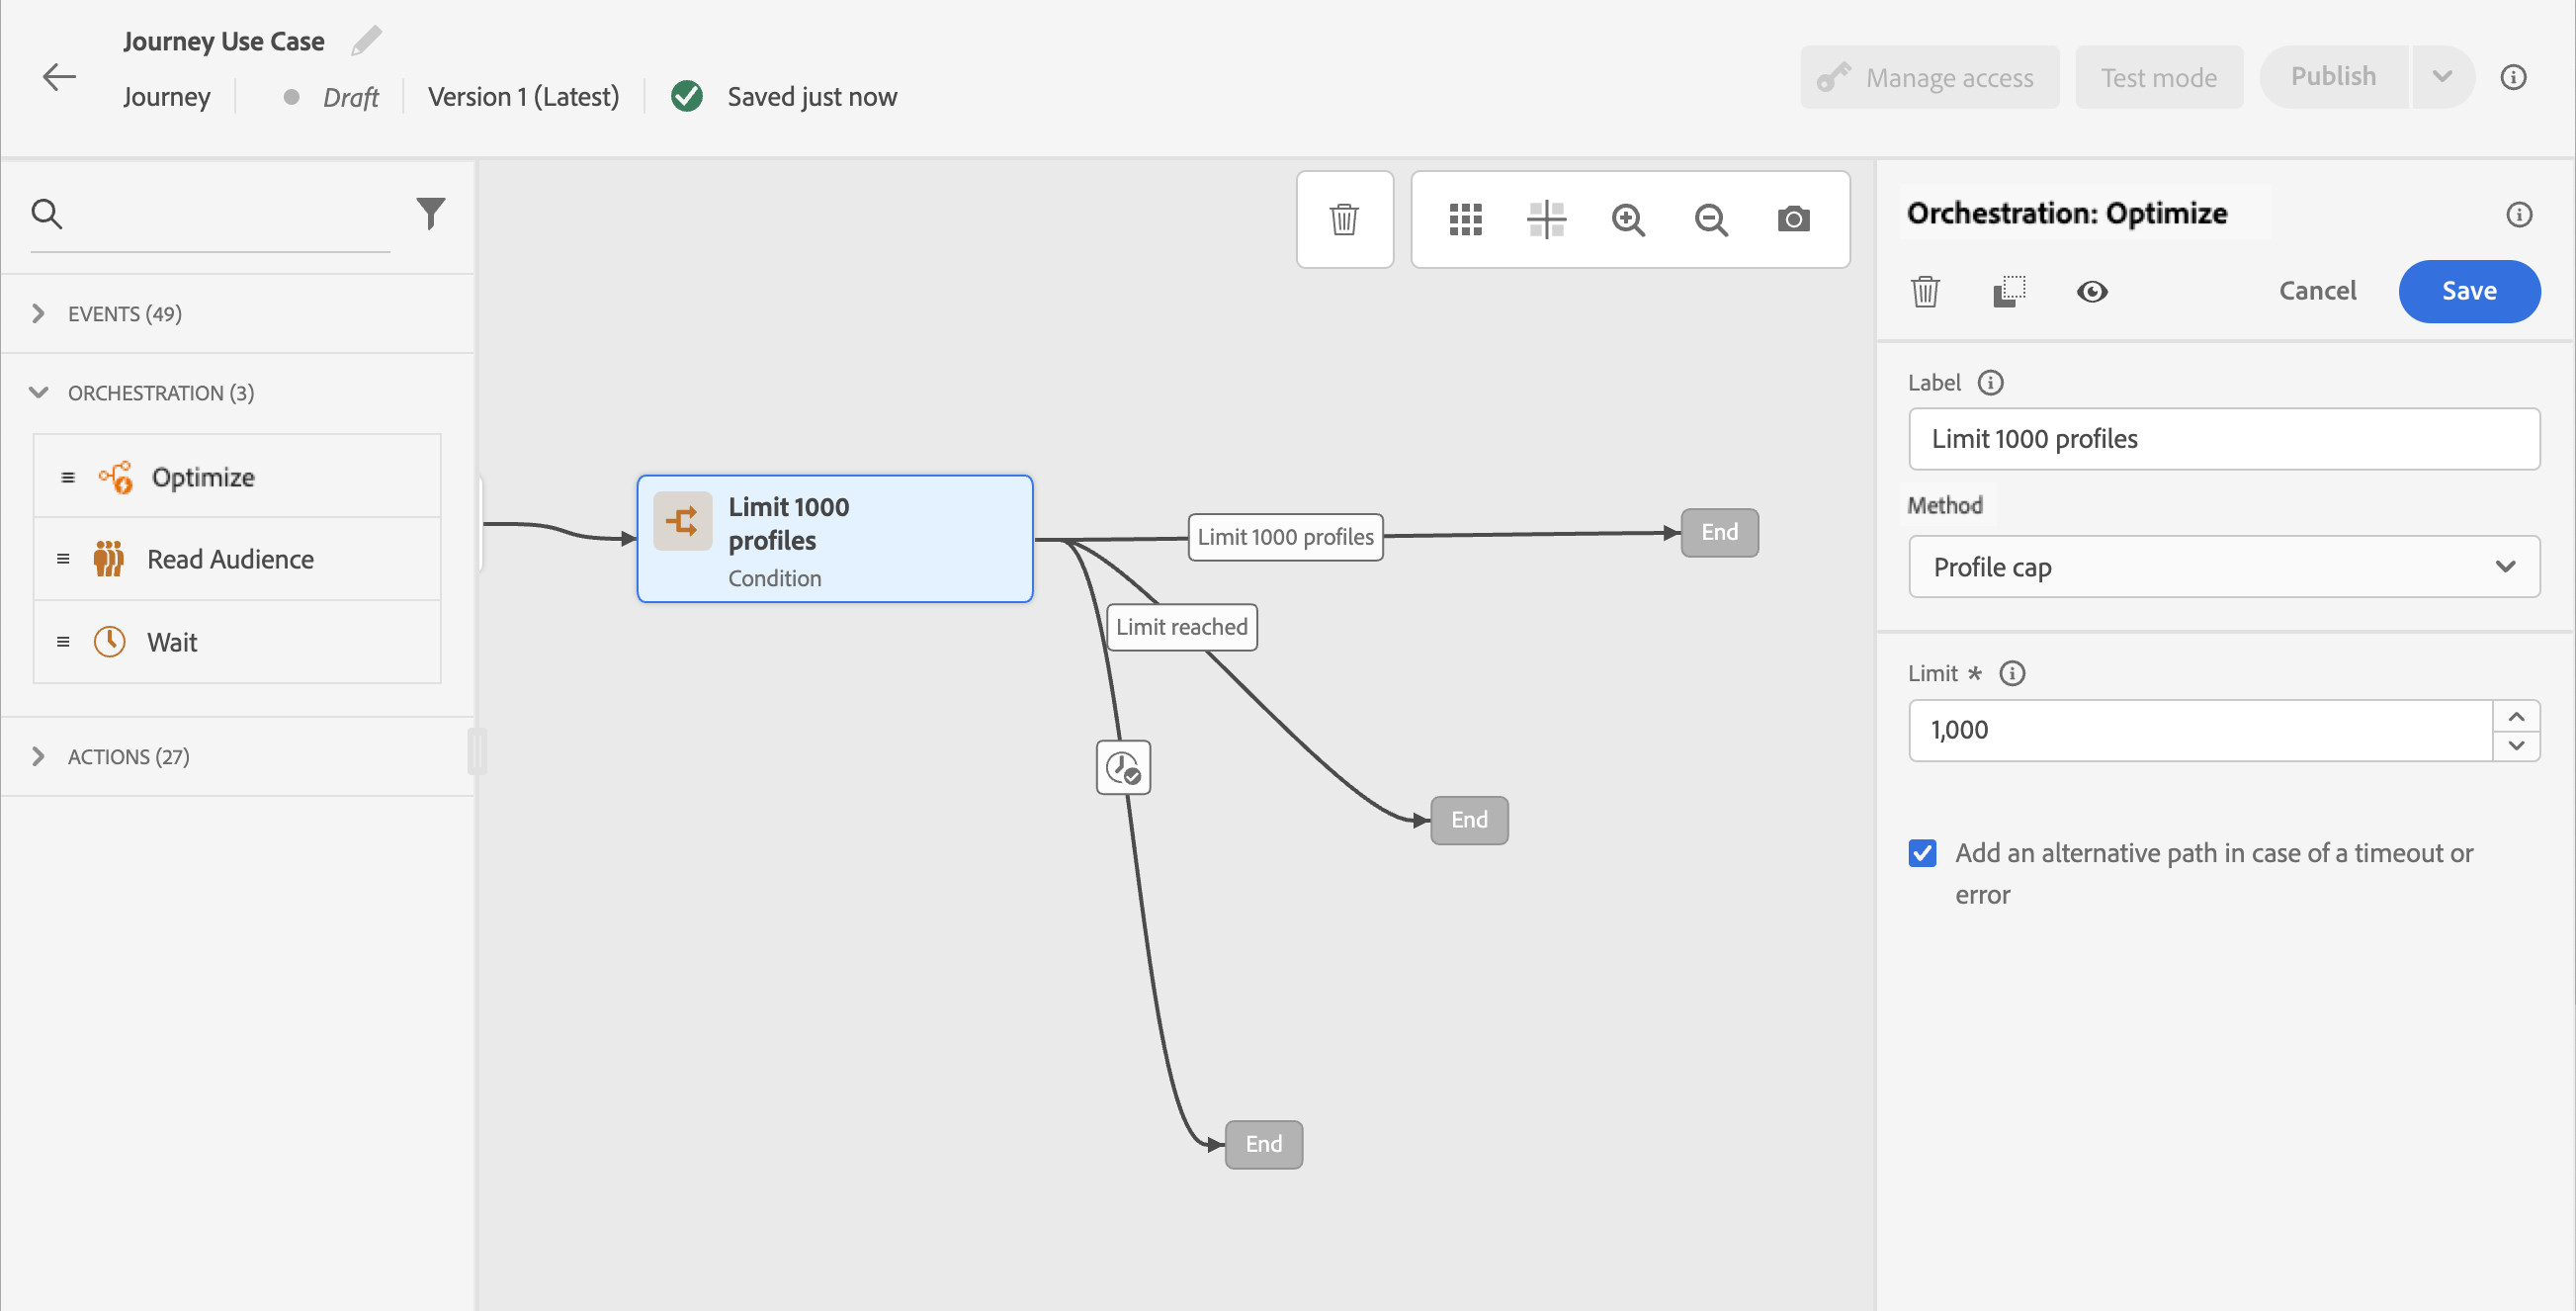 Journey Use Case
Journey
Draft
Version 1 (Latest)
Saved just now
Manage access
Test mode
Publish
EVENTS (49)
ORCHESTRATION (3)
Optimize
Read Audience
Wait
ACTIONS (27)
Limit 1000
profiles
Condition
Limit 1000 profiles
End
Limit reached
End
End
Orchestration: Optimize
Cancel
Save
Label
Limit 1000 profiles
Method
Profile cap
Limit *
1,000
Add an alternative path in case of a timeout or
error